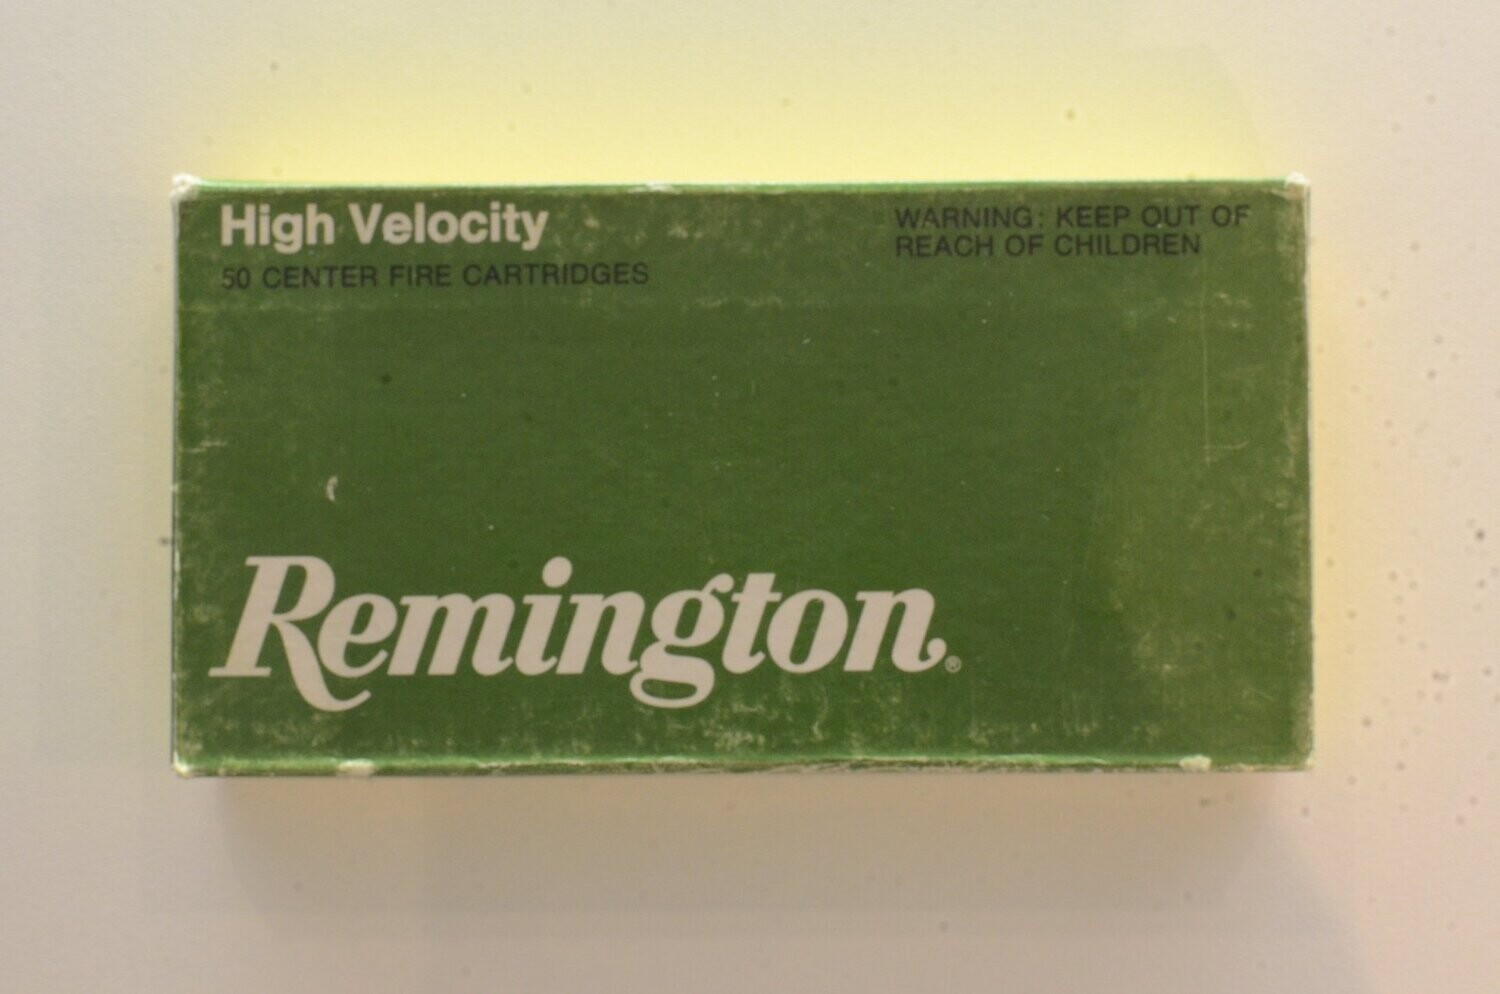 High Velocity
50 CENTER FIRE CARTRIDGES
WARNING: KEEP OUT OF
REACH OF CHILDREN
Remington®